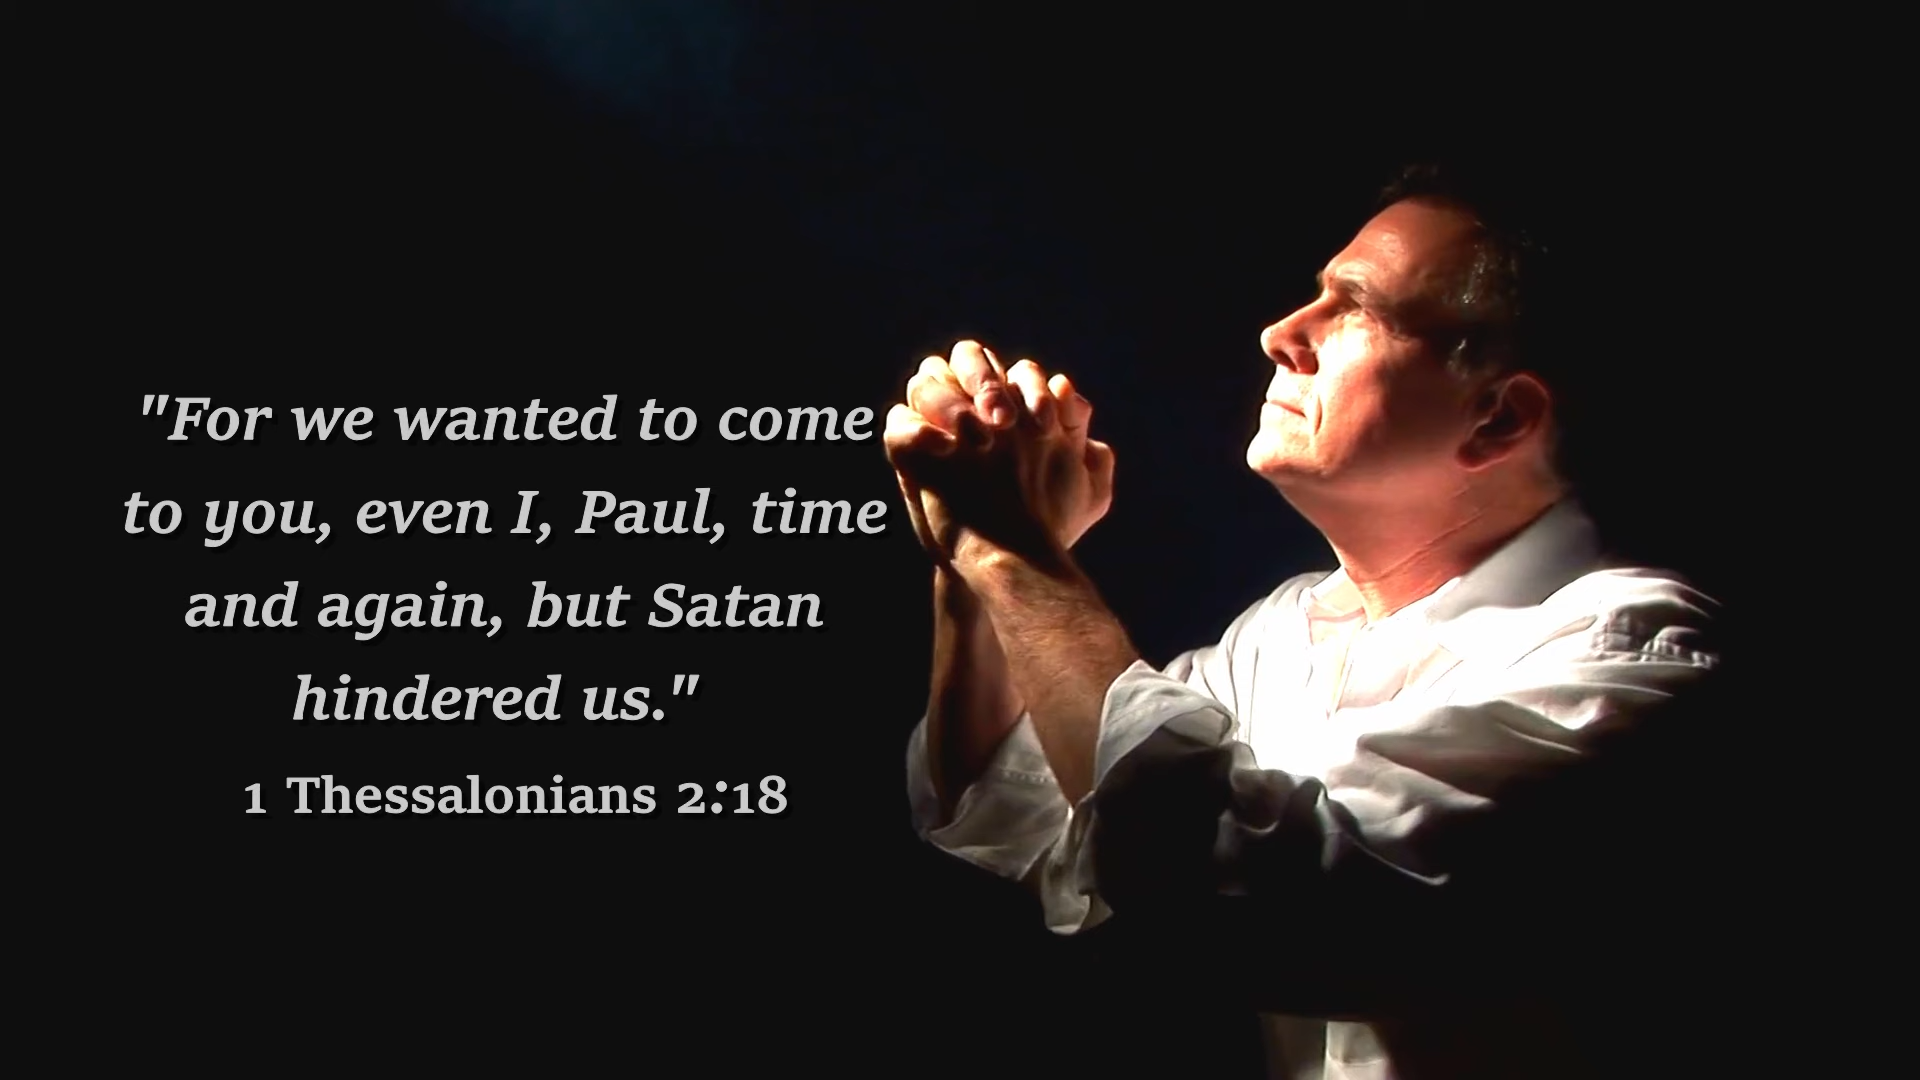 "For we wanted to come
to you, even I, Paul, time
and again, but Satan
hindered us."
1 Thessalonians 2:18